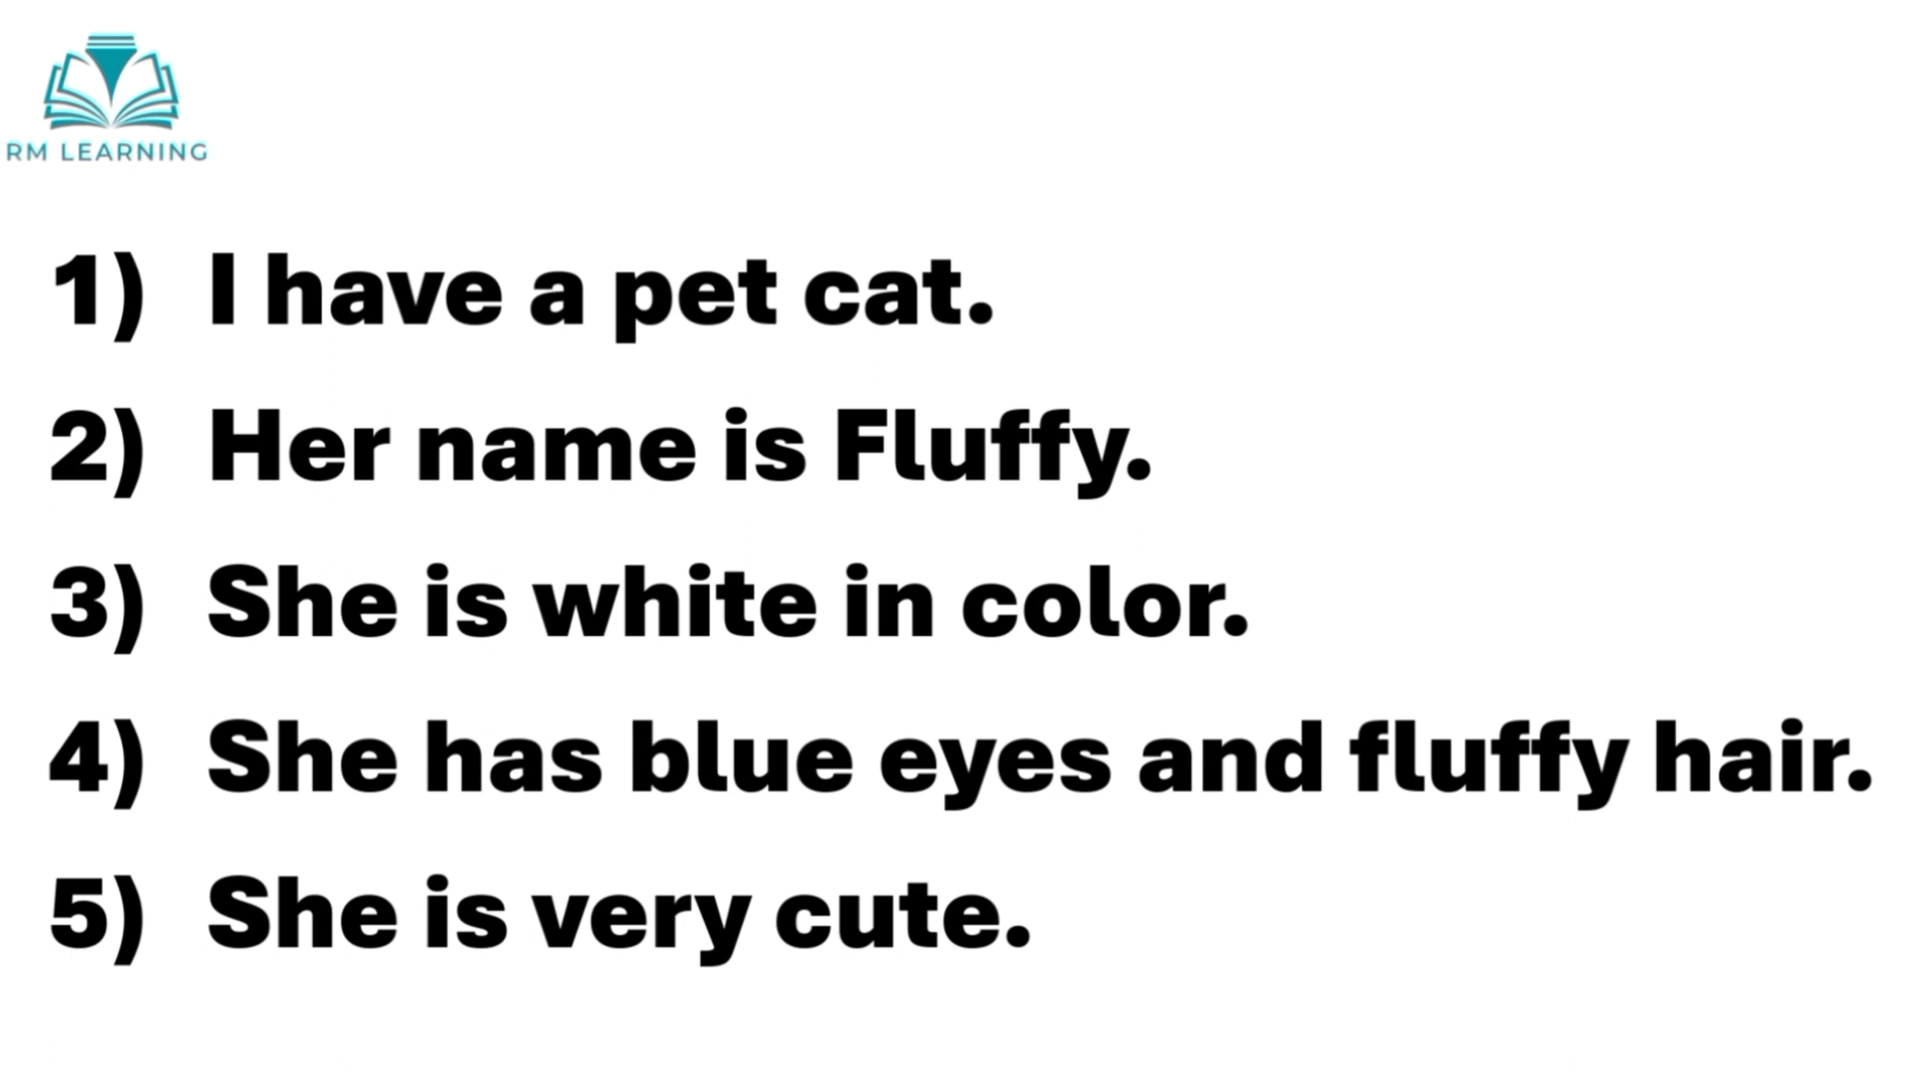 RM LEARNING
1) I have a pet cat.
2) Her name is Fluffy.
3) She is white in color.
4) She has blue eyes and fluffy hair.
5) She is very cute.